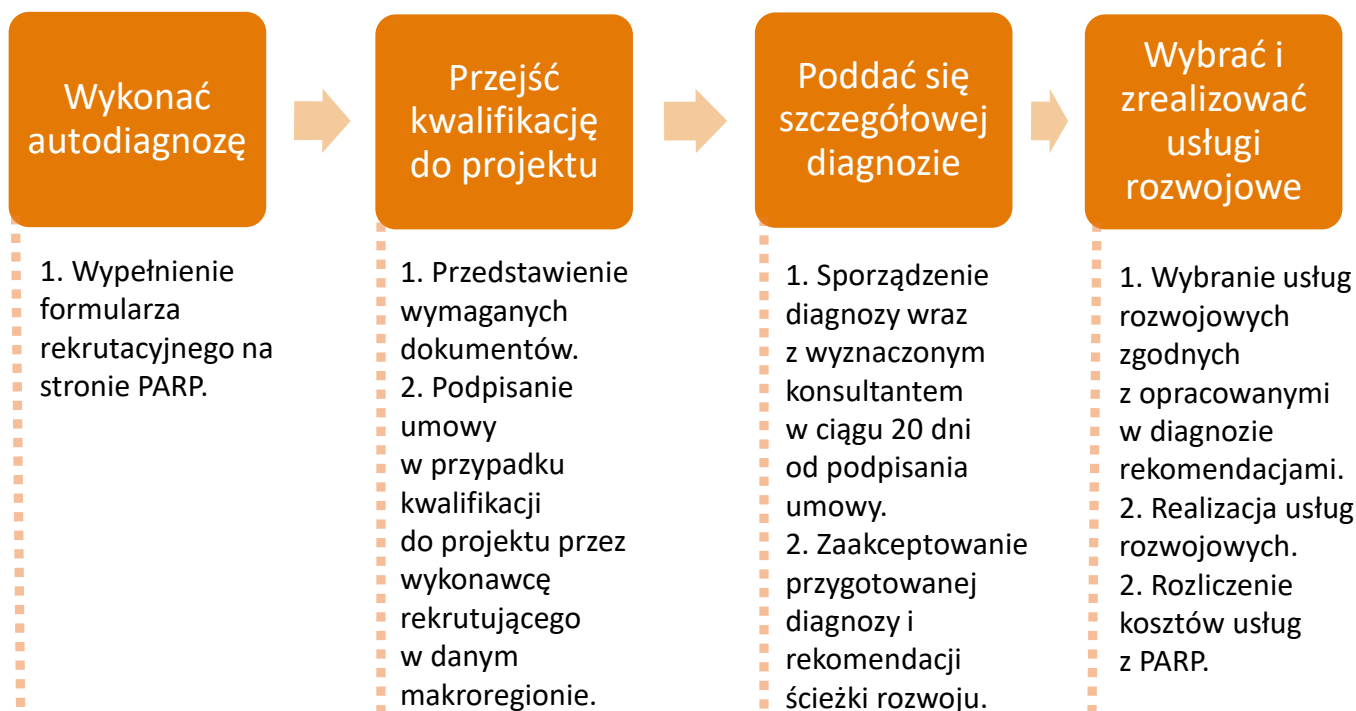 Wykonać
autodiagnozę
1. Wypełnienie
formularza
rekrutacyjnego na
stronie PARP.
Przejść
kwalifikację
do projektu
1. Przedstawienie
wymaganych
dokumentów.
2. Podpisanie
umowy
w przypadku
kwalifikacji
do projektu przez
wykonawcę
rekrutującego
w danym
makroregionie.
Poddać się
szczegółowej
diagnozie
1. Sporządzenie
diagnozy wraz
z wyznaczonym
konsultantem
w ciągu 20 dni
od podpisania
umowy.
2. Zaakceptowanie
przygotowanej
diagnozy i
rekomendacji
ścieżki rozwoju.
Wybrać i
zrealizować
usługi
rozwojowe
1. Wybranie usług
rozwojowych
zgodnych
z opracowanymi
w diagnozie
rekomendacjami.
2. Realizacja usług
rozwojowych.
2. Rozliczenie
kosztów usług
z PARP.